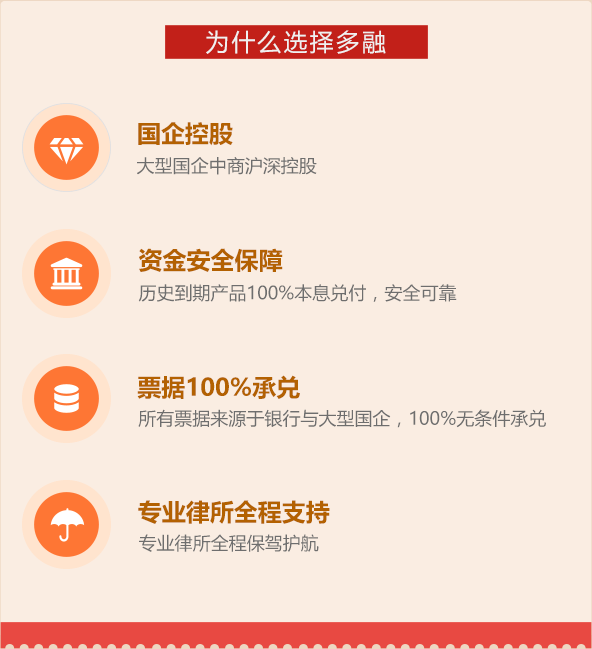 为什么选择多融
国企控股
大型国企中商沪深控股
资金安全保障
历史到期产品100%本息兑付，安全可靠
票据100%承兑
所有票据来源于银行与大型国企，100%无条件承兑
专业律所全程支持
专业律所全程保驾护航